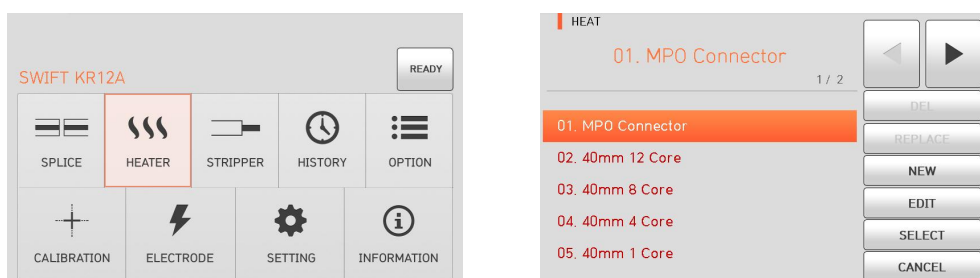 SWIFT KR12A
READY
SPLICE
HEATER
STRIPPER
HISTORY
OPTION
CALIBRATION
ELECTRODE
SETTING
INFORMATION
HEAT
01. MPO Connector
1 / 2
01. MPO Connector
02. 40mm 12 Core
03. 40mm 8 Core
04. 40mm 4 Core
05. 40mm 1 Core
DEL
REPLACE
NEW
EDIT
SELECT
CANCEL